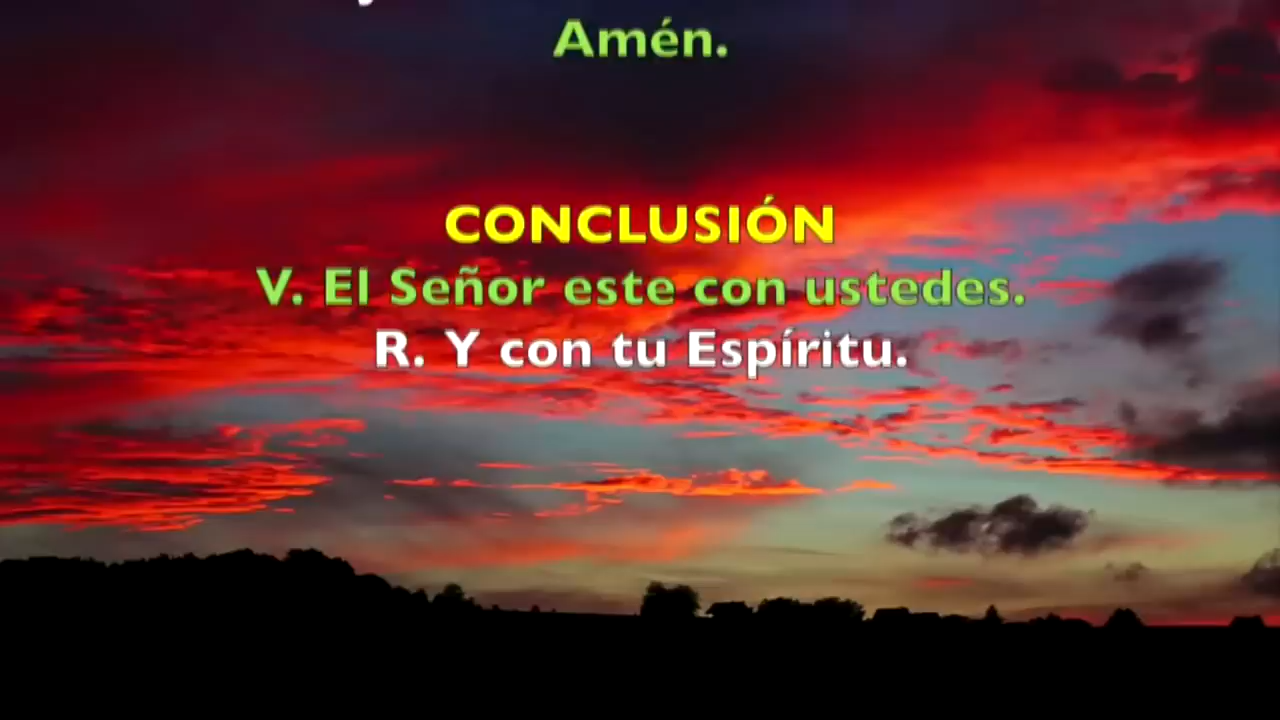 Amén.
CONCLUSIÓN
V. El Señor este con ustedes.
R. Y con tu Espíritu.